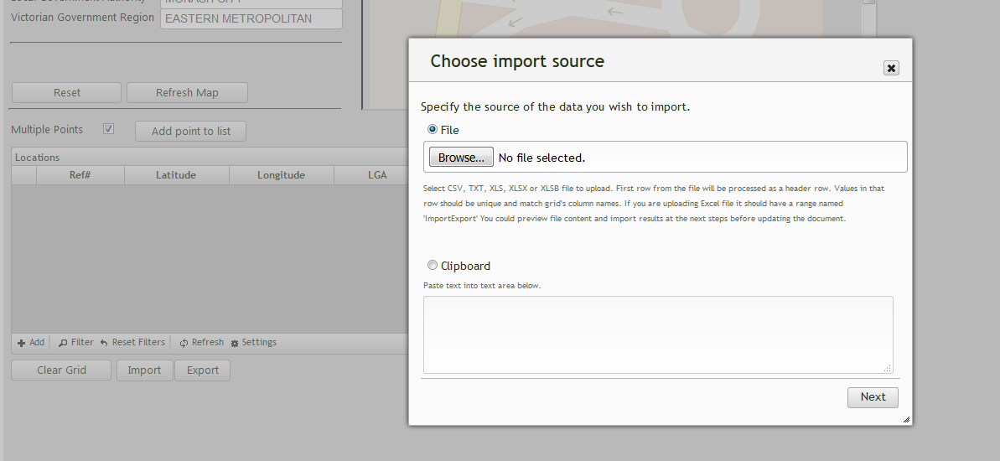 MONASH CITY
Victorian Government Region EASTERN METROPOLITAN
Reset Refresh Map
Multiple Points Add point to list
Locations
Ref# Latitude Longitude LGA
Add Filter Reset Filters Refresh Settings
Clear Grid Import Export
Choose import source
Specify the source of the data you wish to import.
File
Browse... No file selected.
Select CSV, TXT, XLS, XLSX or XLSB file to upload. First row from the file will be processed as a header row. Values in that
row should be unique and match grid's column names. If you are uploading Excel file it should have a range named
'ImportExport' You could preview file content and import results at the next steps before updating the document.
Clipboard
Paste text into text area below.
Next